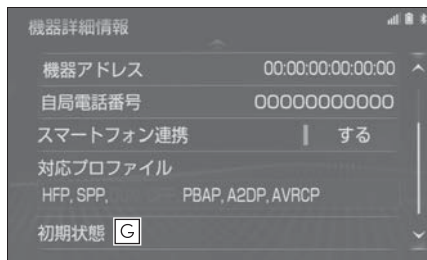 機器詳細情報
機器アドレス 00:00:00:00:00:00
自局電話番号 00000000000
スマートフォン連携 する
対応プロファイル
HFP, SPP, PBAP, A2DP, AVRCP
初期状態 G